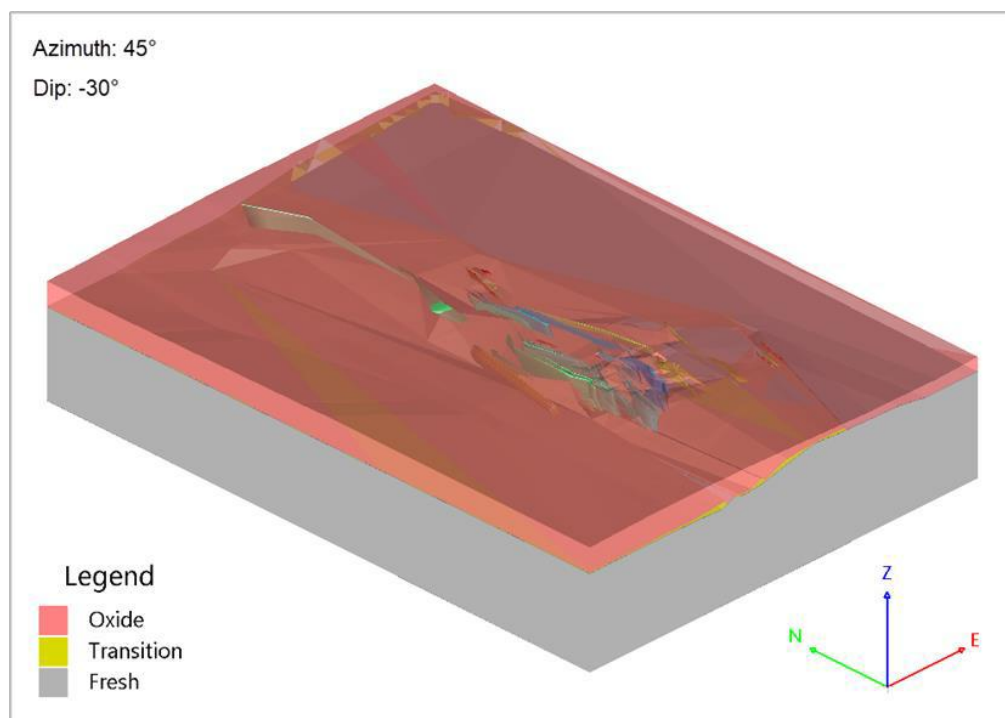 Azimuth: 45°
Dip: -30°
Legend
Oxide
Transition
Fresh
Z
N
E